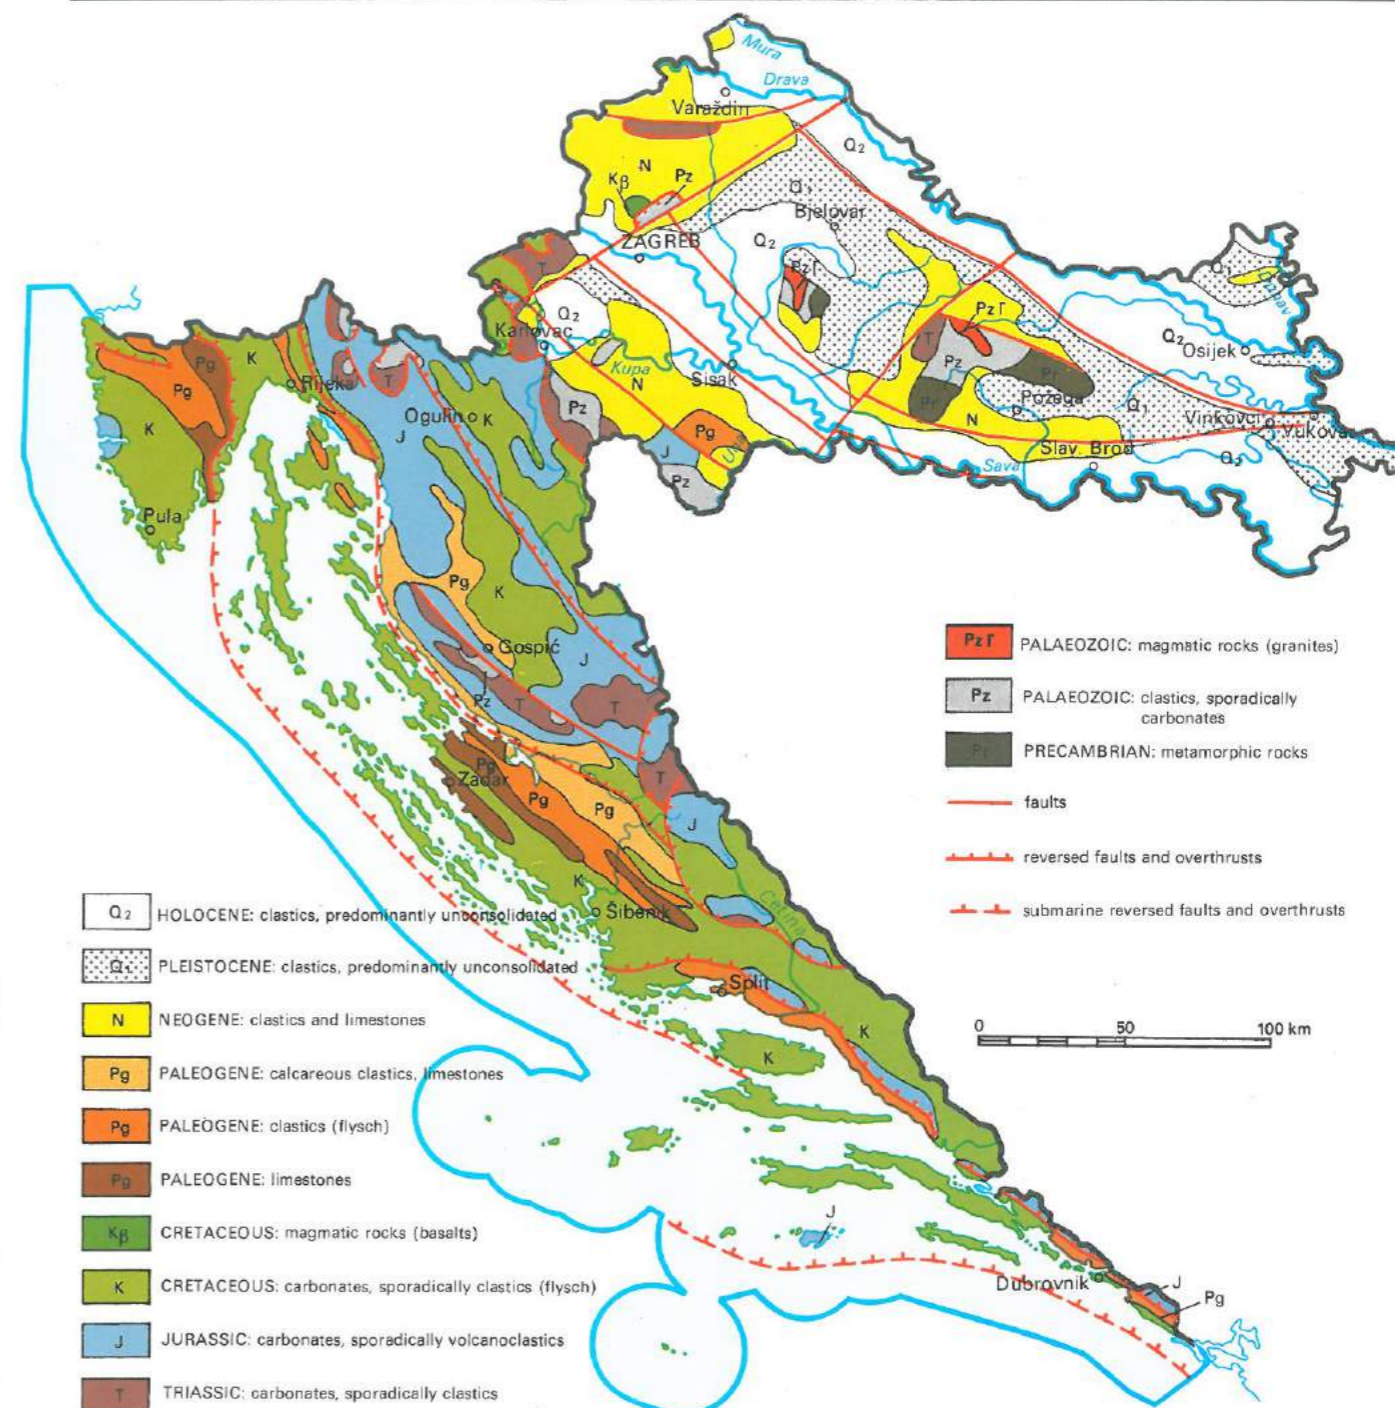 Mura
Drava
Varaždin
Q₂
N
Pz
Kβ
Q₁
Bjelovar
ZAGREB
Q₂
T
PzΓ
Q₁
Dunav
Q₂
Karlovac
PzΓ
Q₂
Osijek
K
Pg
Rijeka
T
Kupa
Sisak
Pz
Pr
Pg
N
Požega
Q₁
Ogulin
K
Pz
Pr
Vinkovci
Vukovar
K
J
Pg
N
Slav. Brod
J
Una
Sava
Q₂
Pz
Pula
Pg
K
Gospić
J
Pz
T
T
Pg
Zadar
T
Pg
Pg
J
K
Šibenik
Cetina
Split
K
K
J
Dubrovnik
J
Pg
PzΓ PALAEOZOIC: magmatic rocks (granites)
Pz PALAEOZOIC: clastics, sporadically
carbonates
Pr PRECAMBRIAN: metamorphic rocks
faults
reversed faults and overthrusts
submarine reversed faults and overthrusts
0 50 100 km
Q₂ HOLOCENE: clastics, predominantly unconsolidated
Q₁ PLEISTOCENE: clastics, predominantly unconsolidated
N NEOGENE: clastics and limestones
Pg PALEOGENE: calcareous clastics, limestones
Pg PALEOGENE: clastics (flysch)
Pg PALEOGENE: limestones
Kβ CRETACEOUS: magmatic rocks (basalts)
K CRETACEOUS: carbonates, sporadically clastics (flysch)
J JURASSIC: carbonates, sporadically volcanoclastics
T TRIASSIC: carbonates, sporadically clastics